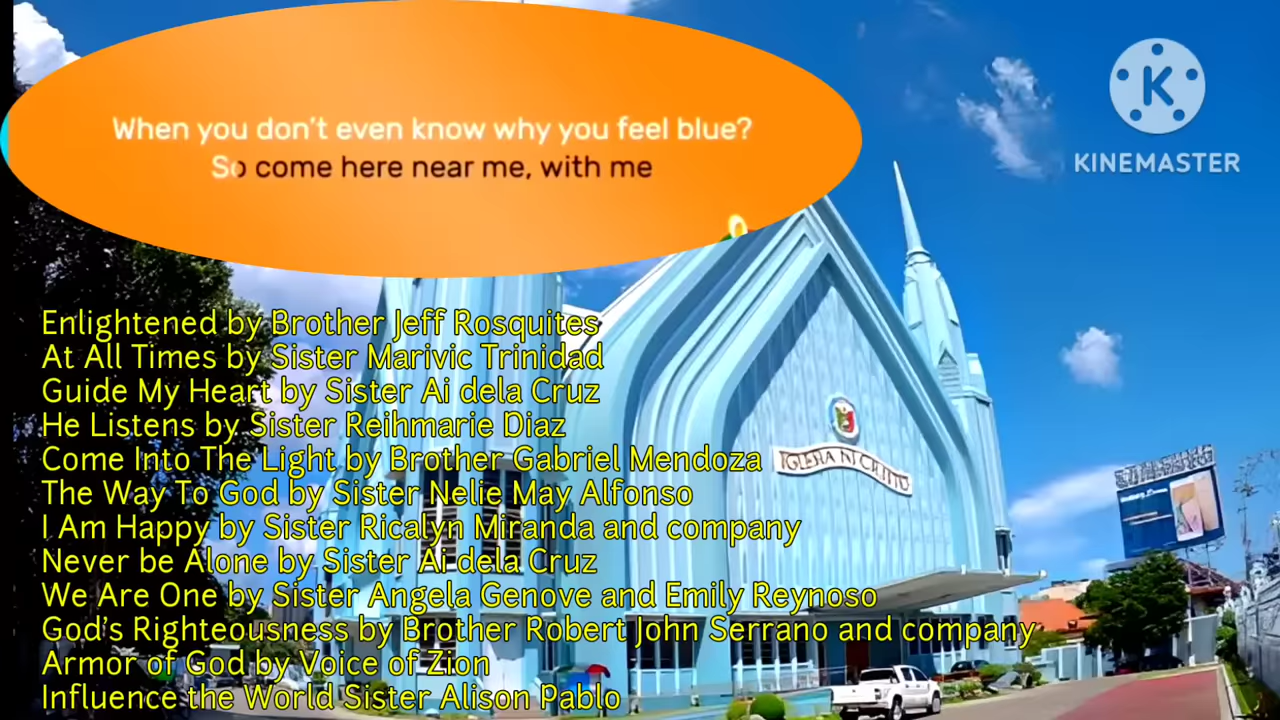 When you don't even know why you feel blue?
So come here near me, with me
KINEMASTER
Enlightened by Brother Jeff Rosquites
At All Times by Sister Marivic Trinidad
Guide My Heart by Sister Ai dela Cruz
He Listens by Sister Reihmarie Diaz
Come Into The Light by Brother Gabriel Mendoza
IGLESIA NI CRISTO
The Way To God by Sister Nelie May Alfonso
I Am Happy by Sister Ricalyn Miranda and company
Never be Alone by Sister Ai dela Cruz
We Are One by Sister Angela Genove and Emily Reynoso
God's Righteousness by Brother Robert John Serrano and company
Armor of God by Voice of Zion
Influence the World Sister Alison Pablo